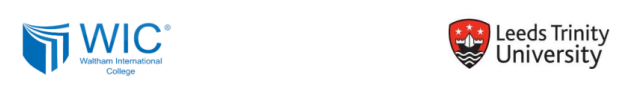 WIC®
Waltham International
College
Leeds Trinity
University